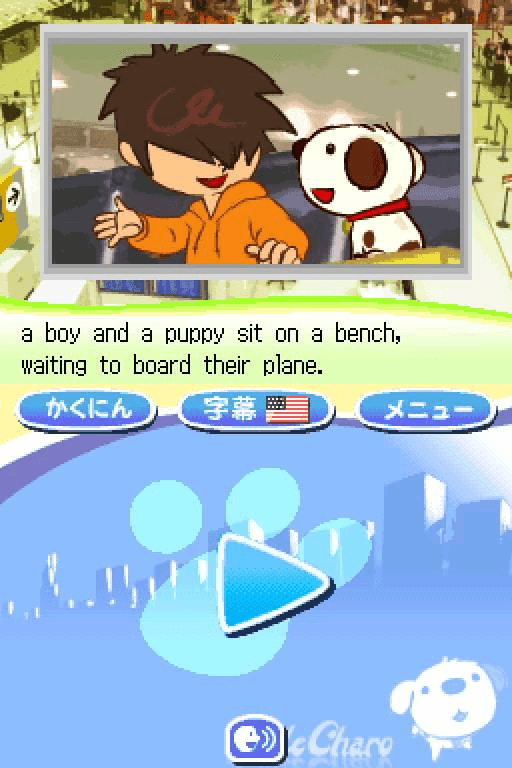 a boy and a puppy sit on a bench,
waiting to board their plane.
かくにん 字幕 メニュー
Charo